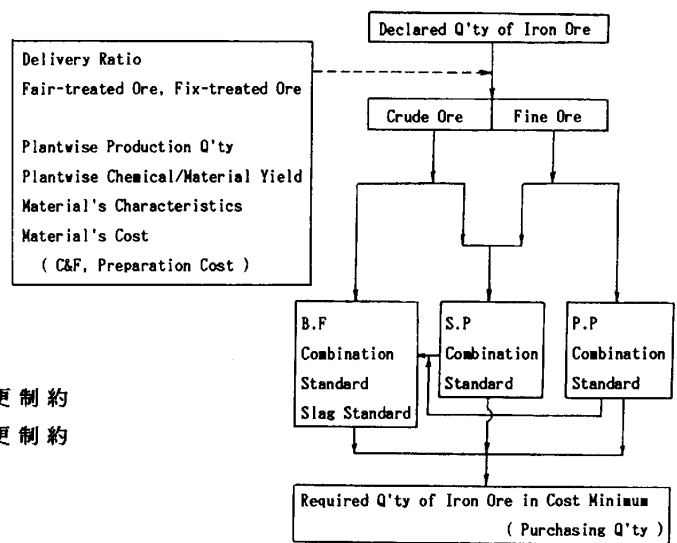 Declared Q'ty of Iron Ore
Delivery Ratio
Fair-treated Ore, Fix-treated Ore
Plantwise Production Q'ty
Plantwise Chemical/Material Yield
Material's Characteristics
Material's Cost
( C&F, Preparation Cost )
Crude Ore
Fine Ore
B.F
Combination
Standard
Slag Standard
S.P
Combination
Standard
P.P
Combination
Standard
更制約
更制約
Required Q'ty of Iron Ore in Cost Minimum
( Purchasing Q'ty )